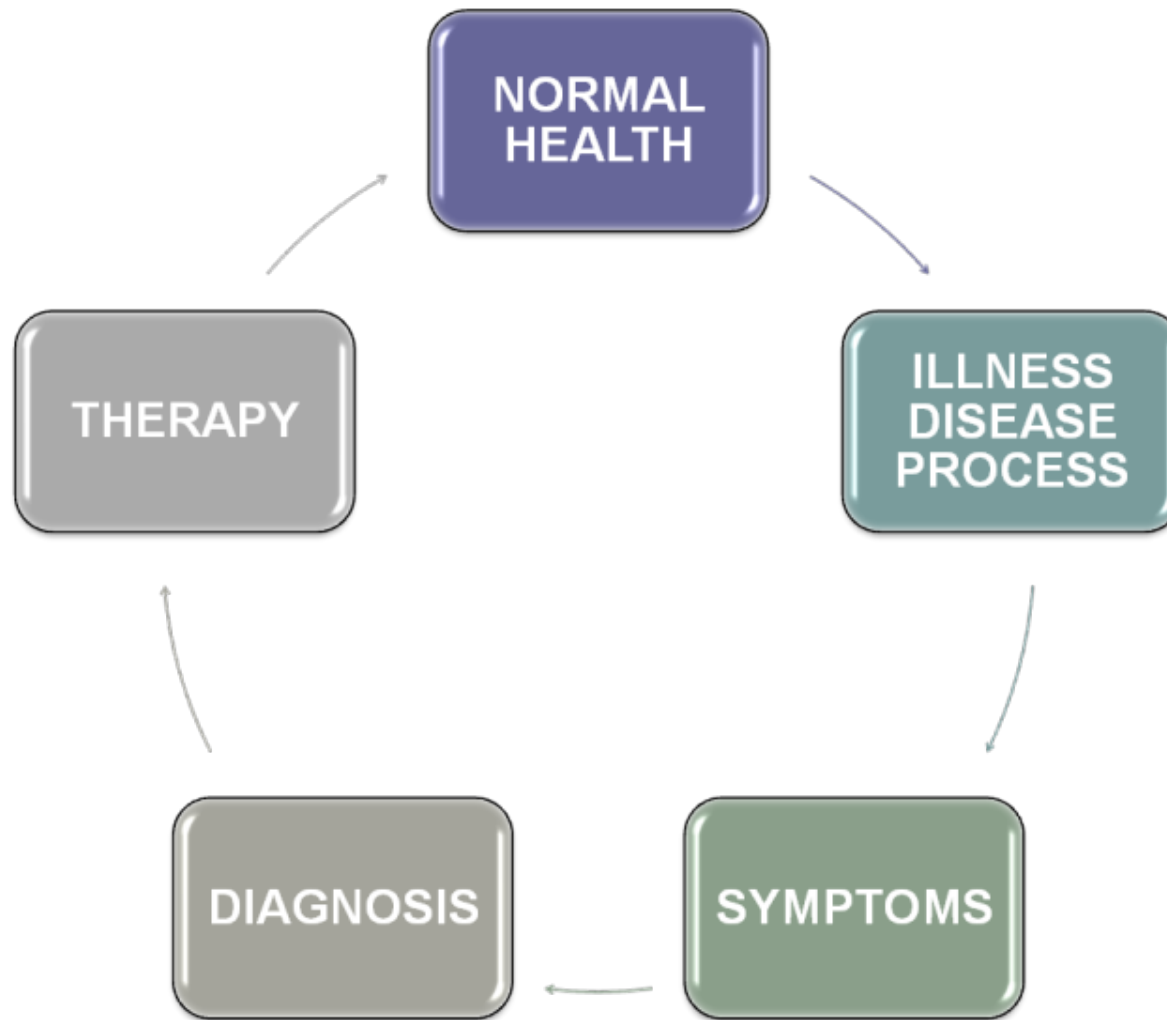 NORMAL
HEALTH
ILLNESS
DISEASE
PROCESS
SYMPTOMS
DIAGNOSIS
THERAPY